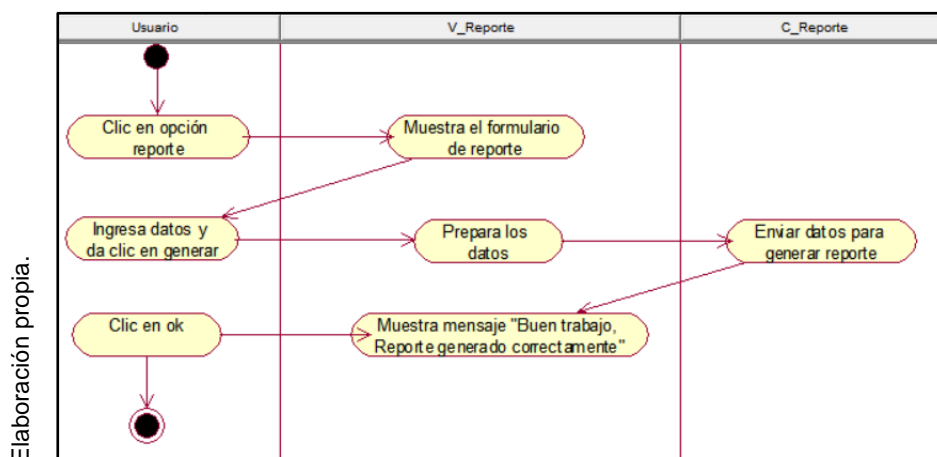 Usuario
V_Reporte
C_Reporte
Clic en opción
reporte
Muestra el formulario
de reporte
Ingresa datos y
da clic en generar
Prepara los
datos
Enviar datos para
generar reporte
Clic en ok
Muestra mensaje "Buen trabajo,
Reporte generado correctamente"
Elaboración propia.